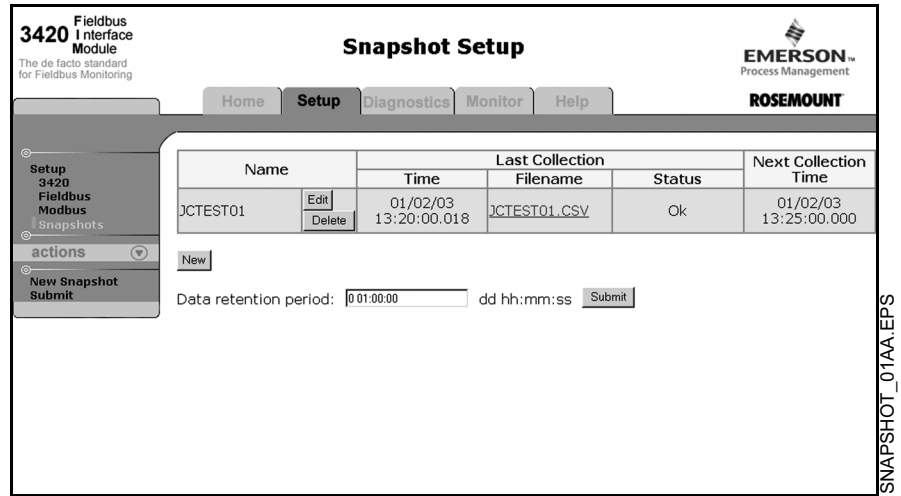 3420 Fieldbus
Interface
Module
The de facto standard
for Fieldbus Monitoring
Snapshot Setup
EMERSON™
Process Management
ROSEMOUNT
Home Setup Diagnostics Monitor Help
Setup
3420
Fieldbus
Modbus
Snapshots
actions
New Snapshot
Submit
Name Last Collection Next Collection Time
Time Filename Status
JCTEST01 Edit Delete 01/02/03 13:20:00.018 JCTEST01.CSV Ok 01/02/03 13:25:00.000
New
Data retention period: 0 01:00:00 dd hh:mm:ss Submit
SNAPSHOT_01AA.EPS